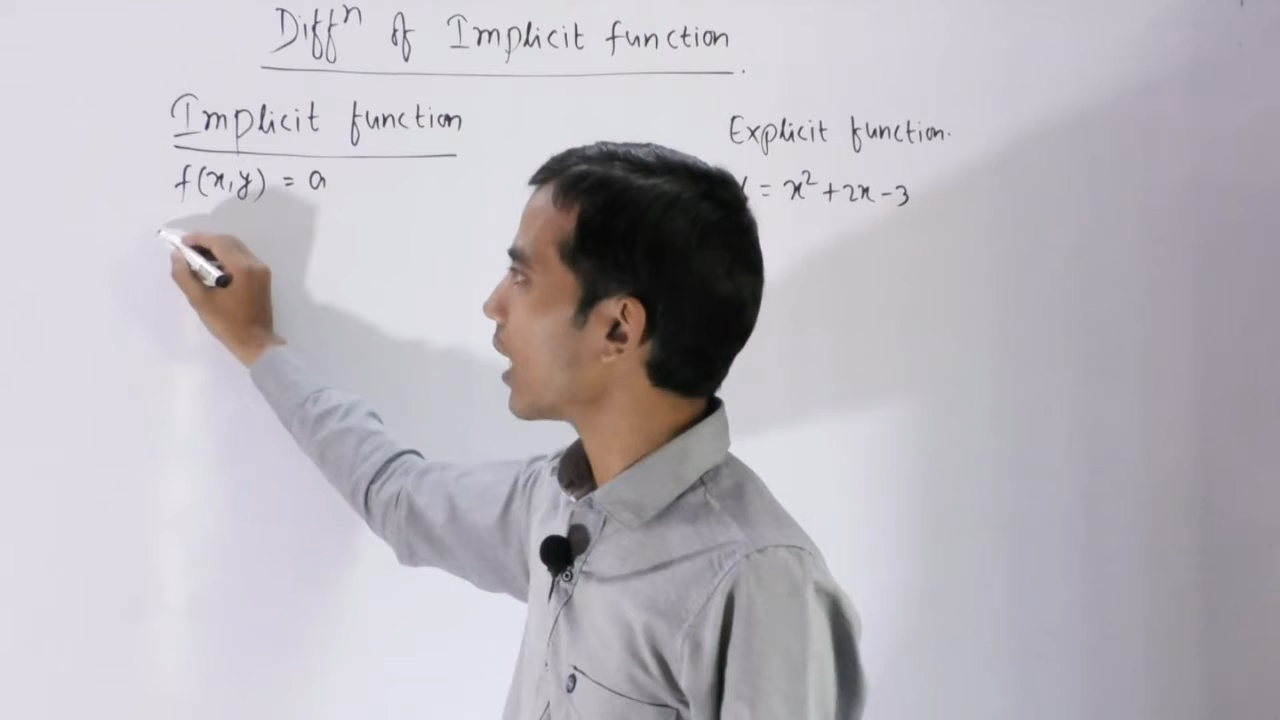 Diffⁿ of Implicit function
Implicit function
f(x,y) = a
Explicit function.
= x² + 2x - 3